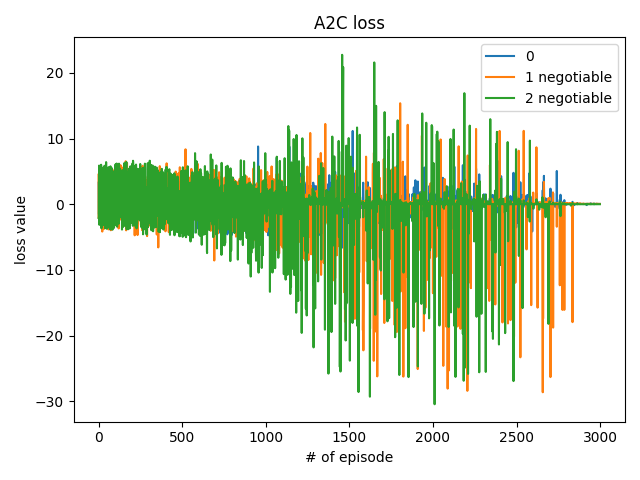 A2C loss
0
1 negotiable
2 negotiable
loss value
20
10
0
−10
−20
−30
0
500
1000
1500
2000
2500
3000
# of episode